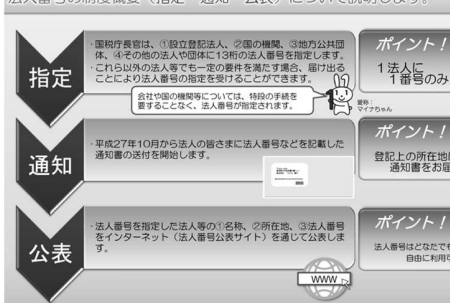 法人番号の制度概要（指定・通知・公表）について説明します。
指定
・国税庁長官は、①設立登記法人、②国の機関、③地方公共団
体、④その他の法人や団体に13桁の法人番号を指定します。
・これら以外の法人等でも一定の要件を満たす場合、届け出る
ことにより法人番号の指定を受けることができます。
会社や国の機関等については、特段の手続を
要することなく、法人番号が指定されます。
愛称：
マイナちゃん
ポイント！
1法人に
1番号のみ
通知
・平成27年10月から法人の皆さまに法人番号などを記載した
通知書の送付を開始します。
ポイント！
登記上の所在地
通知書をお届
公表
・法人番号を指定した法人等の①名称、②所在地、③法人番号
をインターネット（法人番号公表サイト）を通じて公表しま
す。
WWW
ポイント！
法人番号はどなたでも
自由に利用可